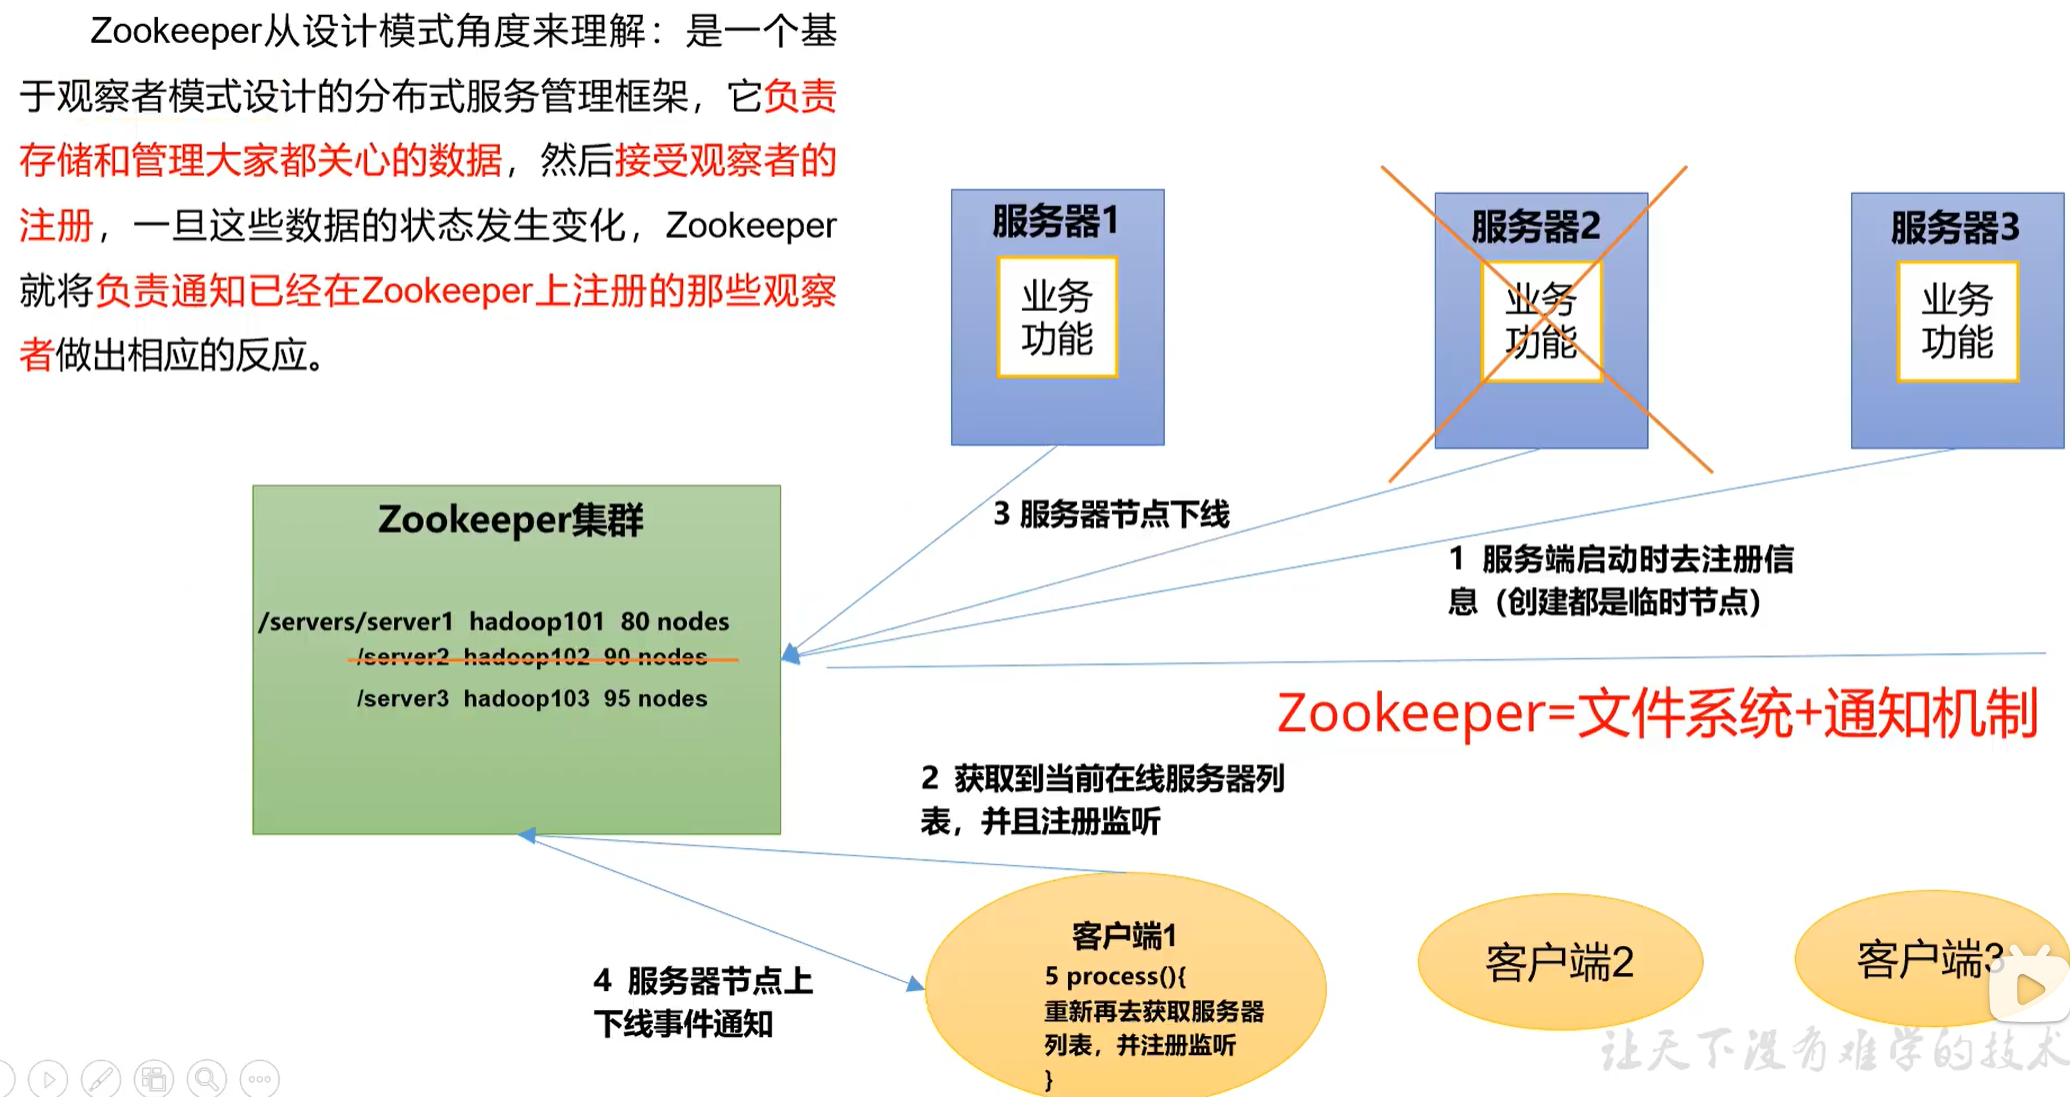 Zookeeper从设计模式角度来理解：是一个基
于观察者模式设计的分布式服务管理框架，它负责
存储和管理大家都关心的数据，然后接受观察者的
注册，一旦这些数据的状态发生变化，Zookeeper
就将负责通知已经在Zookeeper上注册的那些观察
者做出相应的反应。
服务器1
业务
功能
服务器2
业务
功能
服务器3
业务
功能
3 服务器节点下线
1 服务端启动时去注册信
息（创建都是临时节点）
Zookeeper集群
/servers/server1 hadoop101 80 nodes
/server2 hadoop102 90 nodes
/server3 hadoop103 95 nodes
Zookeeper=文件系统+通知机制
2 获取到当前在线服务器列
表，并且注册监听
4 服务器节点上
下线事件通知
客户端1
5 process(){
重新再去获取服务器
列表，并注册监听
}
客户端2
客户端3
让天下没有难学的技术